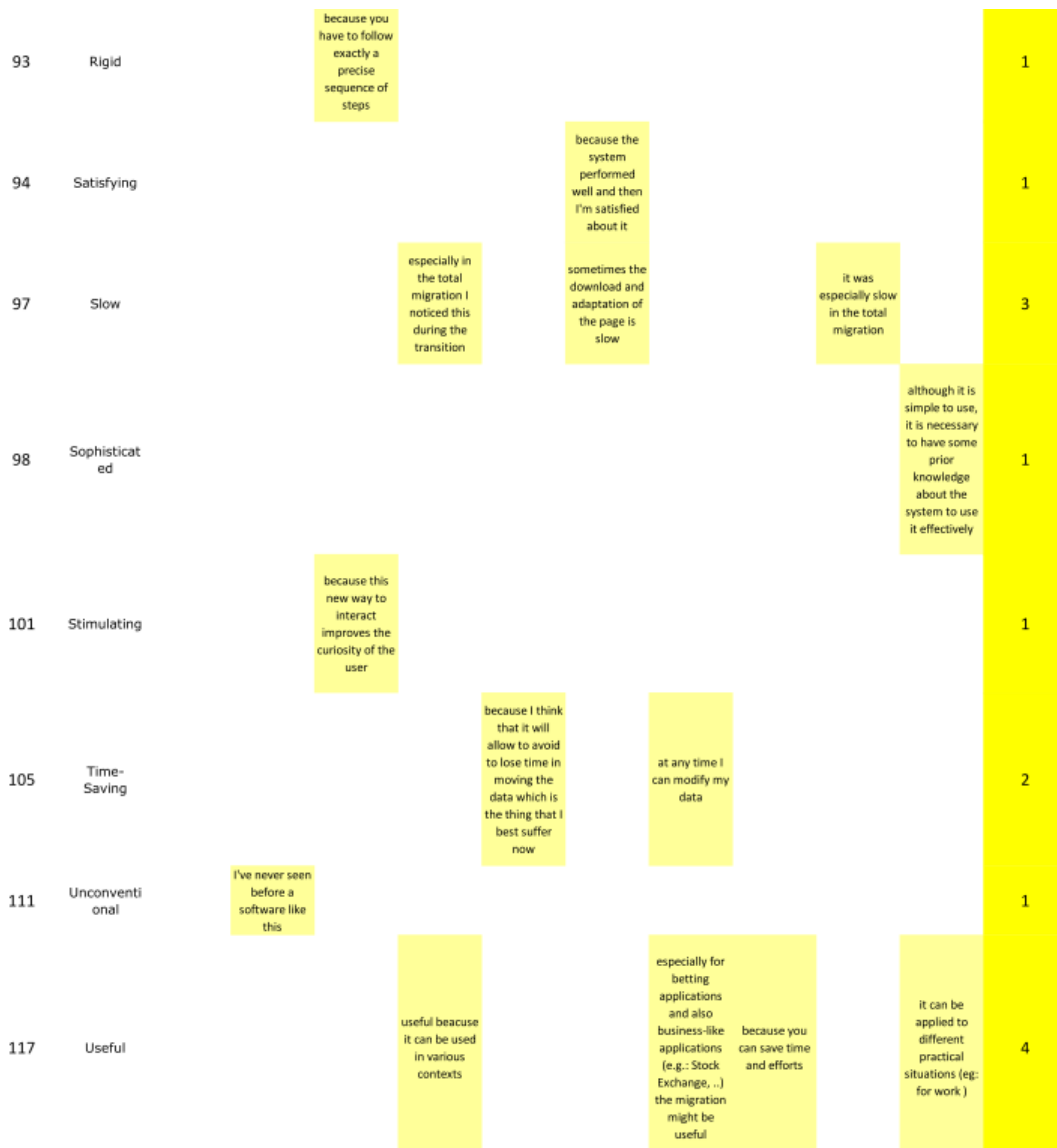 93
Rigid
because you
have to follow
exactly a
precise
sequence of
steps
1
94
Satisfying
because the
system
performed
well and then
I'm satisfied
about it
1
97
Slow
especially in
the total
migration I
noticed this
during the
transition
sometimes the
download and
adaptation of
the page is
slow
it was
especially slow
in the total
migration
3
98
Sophisticat
ed
although it is
simple to use,
it is necessary
to have some
prior
knowledge
about the
system to use
it effectively
1
101
Stimulating
because this
new way to
interact
improves the
curiosity of the
user
1
105
Time-
Saving
because I think
that it will
allow to avoid
to lose time in
moving the
data which is
the thing that I
best suffer
now
at any time I
can modify my
data
2
111
Unconventi
onal
I've never seen
before a
software like
this
1
117
Useful
useful beacuse
it can be used
in various
contexts
especially for
betting
applications
and also
business-like
applications
(e.g.: Stock
Exchange, ..)
the migration
might be
useful
because you
can save time
and efforts
it can be
applied to
different
practical
situations (eg:
for work )
4